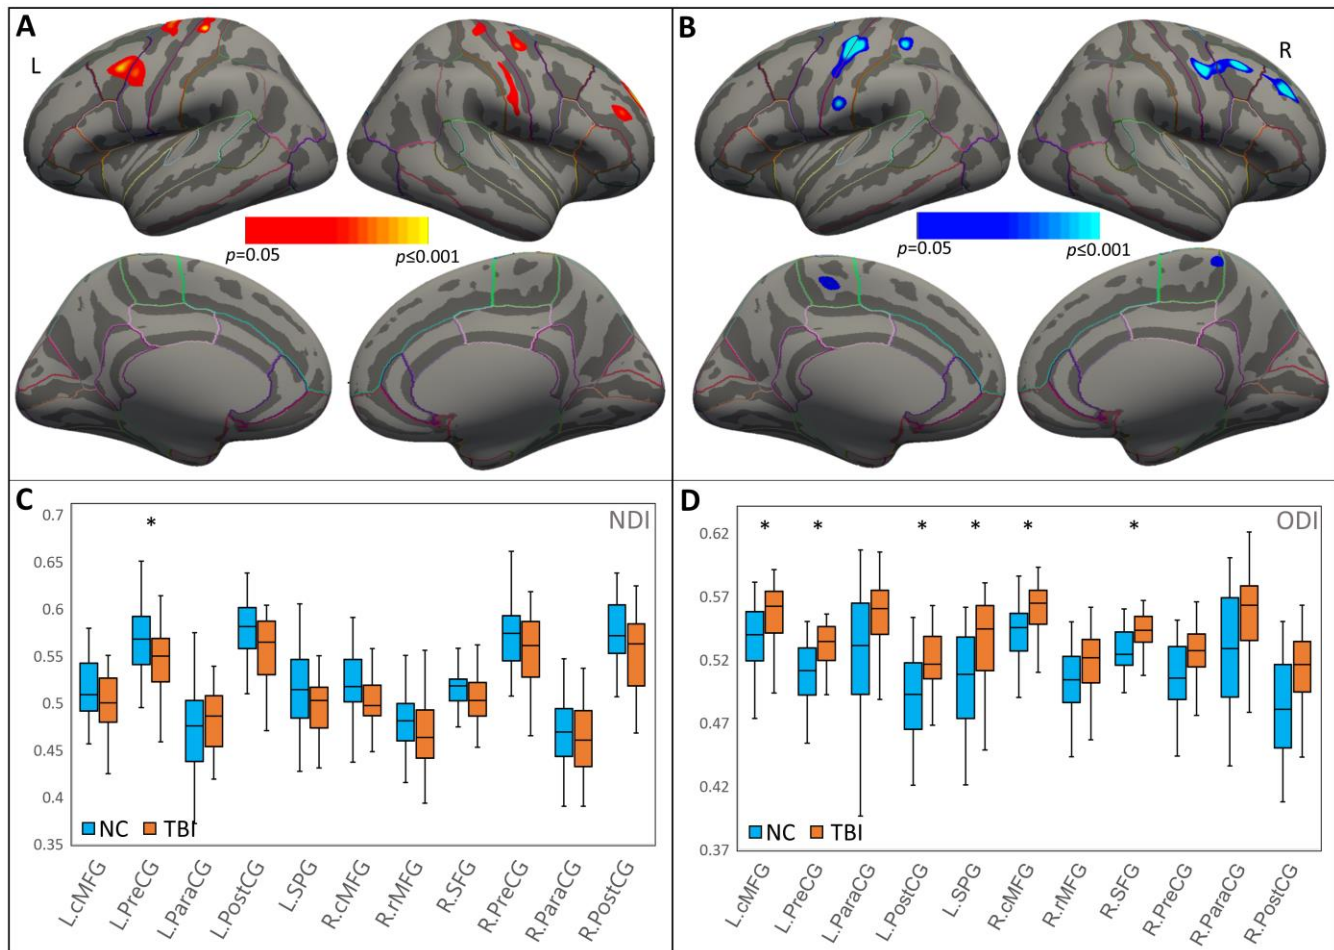 A
L
p=0.05
p≤0.001
B
R
p=0.05
p≤0.001
C
NDI
*
0.7
0.65
0.6
0.55
0.5
0.45
0.4
0.35
NC TBI
L.cMFG
L.PreCG
L.ParaCG
L.PostCG
L.SPG
R.cMFG
R.rMFG
R.SFG
R.PreCG
R.ParaCG
R.PostCG
D
ODI
* * * * * *
0.62
0.57
0.52
0.47
0.42
0.37
NC TBI
L.cMFG
L.PreCG
L.ParaCG
L.PostCG
L.SPG
R.cMFG
R.rMFG
R.SFG
R.PreCG
R.ParaCG
R.PostCG